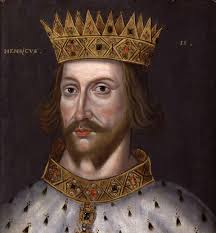 HENRICVS · II ·